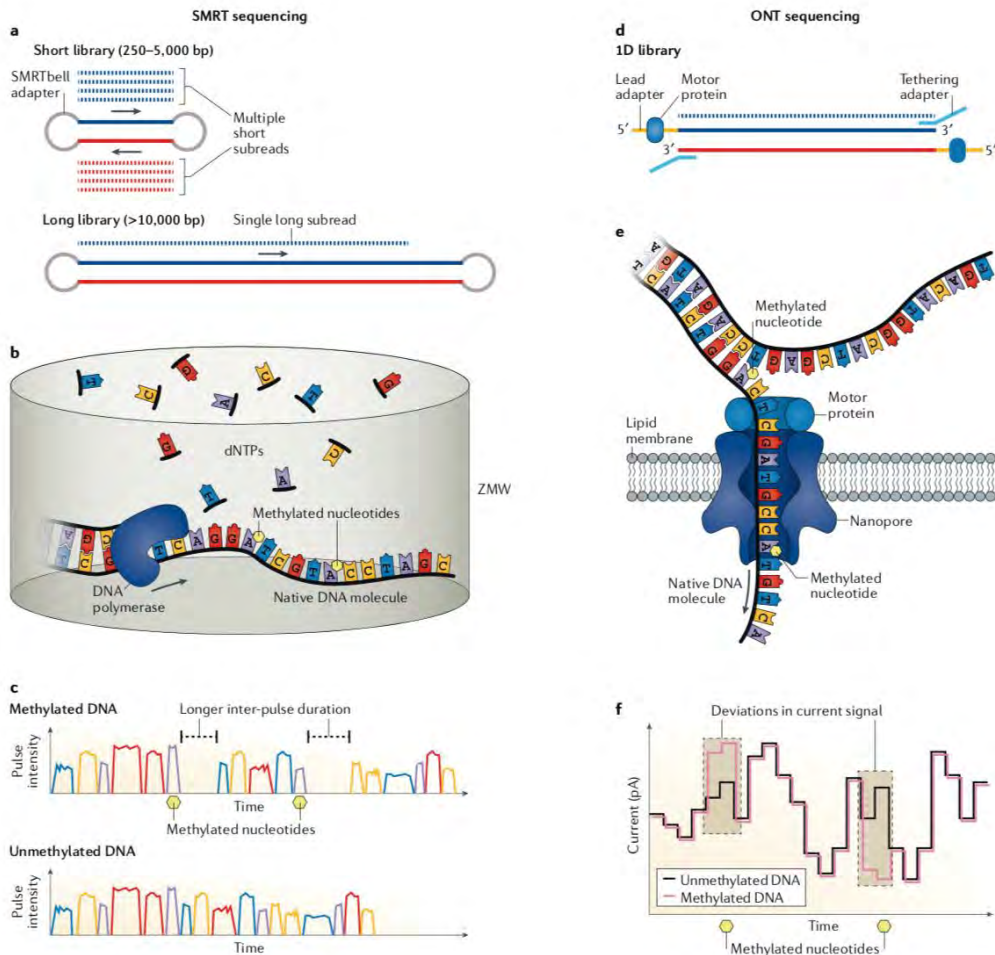 SMRT sequencing
a
Short library (250–5,000 bp)
SMRTbell
adapter
Multiple
short
subreads
Long library (>10,000 bp)
Single long subread
b
T
C
G
A
C
T
G
G
dNTPs
C
A
T
ZMW
Methylated nucleotides
A G C
C G
T C A G G A T C G T A C C T A G C
DNA
polymerase
Native DNA molecule
c
Methylated DNA
Longer inter-pulse duration
Pulse
intensity
Time
Methylated nucleotides
Unmethylated DNA
Pulse
intensity
Time
ONT sequencing
d
1D library
Lead
adapter
Motor
protein
Tethering
adapter
5′
3′
3′
5′
e
Methylated
nucleotide
Motor
protein
Lipid
membrane
T
C
G
A
T
G
C
C
A
T
G
T
C
A
Nanopore
Methylated
nucleotide
Native DNA
molecule
f
Deviations in current signal
Current (pA)
Unmethylated DNA
Methylated DNA
Time
Methylated nucleotides